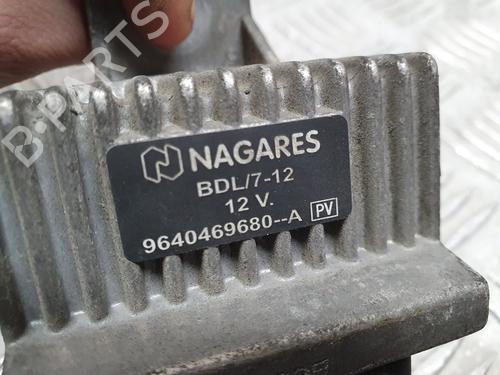 B-PARTS
NAGARES
BDL/7-12
12 V.
9640469680--A PV